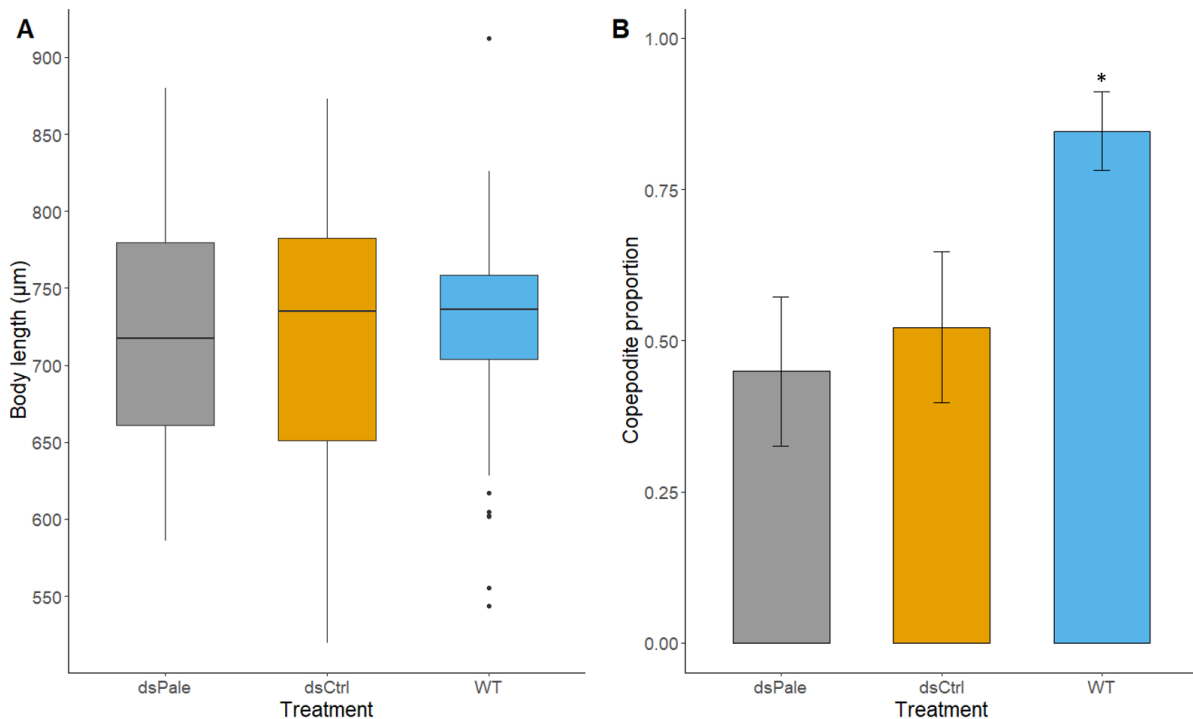 A
Body length (µm)
900
850
800
750
700
650
600
550
dsPale dsCtrl WT
Treatment
B
Copepodite proportion
1.00
0.75
0.50
0.25
0.00
*
dsPale dsCtrl WT
Treatment